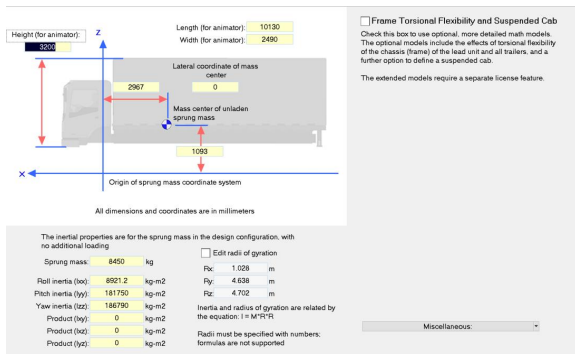 Length (for animator): 10130
Width (for animator): 2490
Height (for animator):
3200
Z
Lateral coordinate of mass
center
2967
0
Mass center of unladen
sprung mass
1093
X
Origin of sprung mass coordinate system
All dimensions and coordinates are in millimeters
The inertial properties are for the sprung mass in the design configuration, with
no additional loading
Sprung mass: 8450 kg
Roll inertia (Ixx): 8921.2 kg-m2
Pitch inertia (Iyy): 181750 kg-m2
Yaw inertia (Izz): 186790 kg-m2
Product (Ixy): 0 kg-m2
Product (Ixz): 0 kg-m2
Product (Iyz): 0 kg-m2
Edit radii of gyration
Rx: 1.028 m
Ry: 4.638 m
Rz: 4.702 m
Inertia and radius of gyration are related by
the equation: I = M*R*R
Radii must be specified with numbers;
formulas are not supported
Frame Torsional Flexibility and Suspended Cab
Check this box to use optional, more detailed math models.
The optional models include the effects of torsional flexibility
of the chassis (frame) of the lead unit and all trailers, and a
further option to define a suspended cab.
The extended models require a separate license feature.
Miscellaneous: